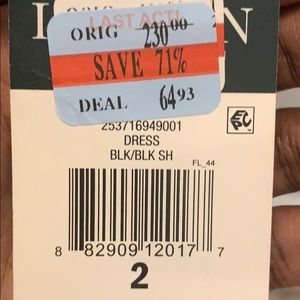 LAST ACT!
ORIG 230.00
SAVE 71%
DEAL 64.93
253716949001
DRESS
BLK/BLK SH
FL_44
EPC
8 82909 12017 7
2